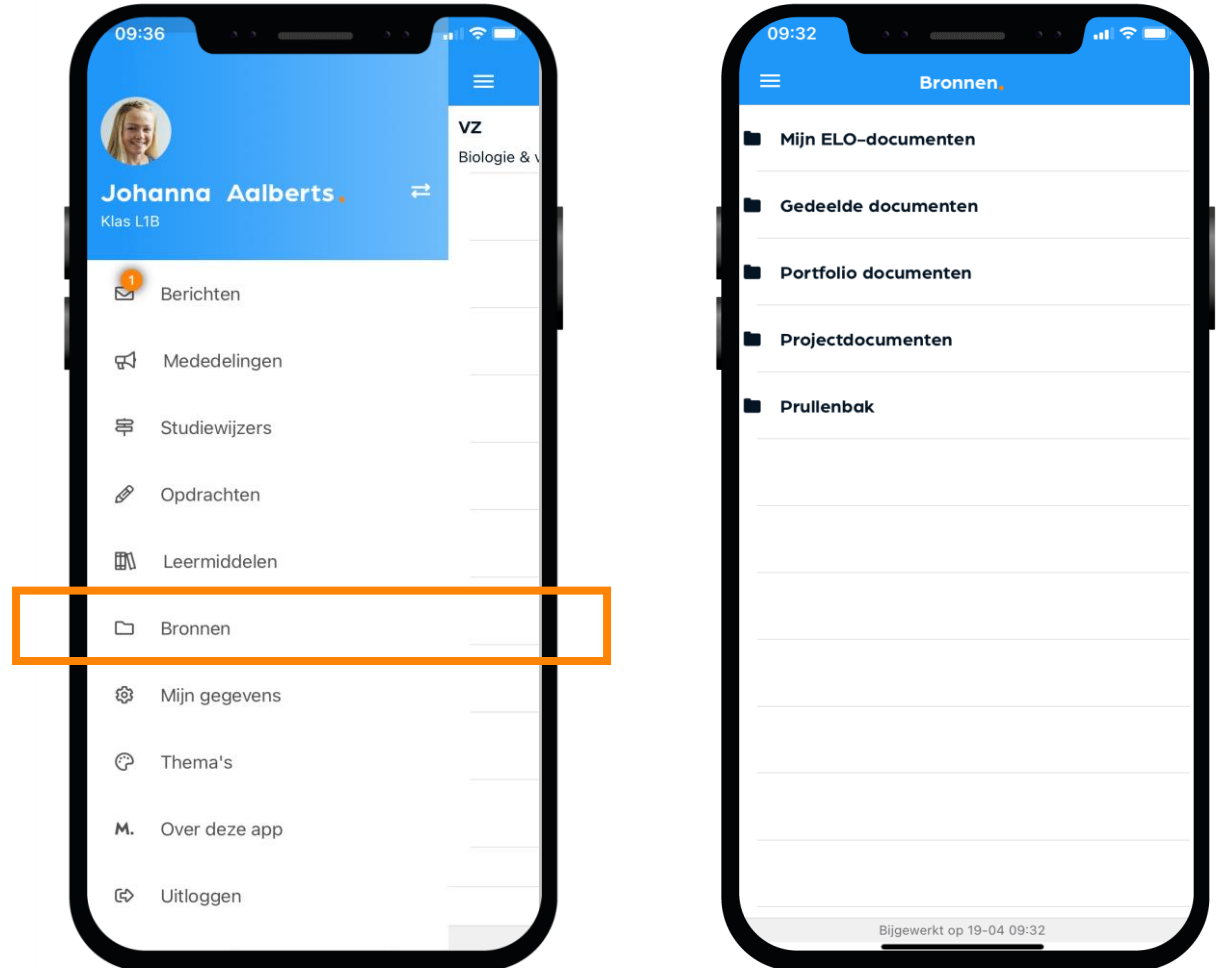 09:36
VZ
Biologie &
Johanna Aalberts.
Klas L1B
1
Berichten
Mededelingen
Studiewijzers
Opdrachten
Leermiddelen
Bronnen
Mijn gegevens
Thema's
M. Over deze app
Uitloggen
09:32
Bronnen.
Mijn ELO-documenten
Gedeelde documenten
Portfolio documenten
Projectdocumenten
Prullenbak
Bijgewerkt op 19-04 09:32